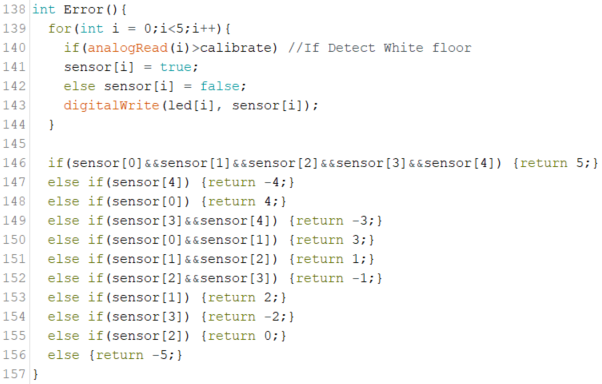 138 int Error(){
139   for(int i = 0;i<5;i++){
140     if(analogRead(i)>calibrate) //If Detect White floor
141     sensor[i] = true;
142     else sensor[i] = false;
143     digitalWrite(led[i], sensor[i]);
144   }
145
146   if(sensor[0]&&sensor[1]&&sensor[2]&&sensor[3]&&sensor[4]) {return 5;}
147   else if(sensor[4]) {return -4;}
148   else if(sensor[0]) {return 4;}
149   else if(sensor[3]&&sensor[4]) {return -3;}
150   else if(sensor[0]&&sensor[1]) {return 3;}
151   else if(sensor[1]&&sensor[2]) {return 1;}
152   else if(sensor[2]&&sensor[3]) {return -1;}
153   else if(sensor[1]) {return 2;}
154   else if(sensor[3]) {return -2;}
155   else if(sensor[2]) {return 0;}
156   else {return -5;}
157 }